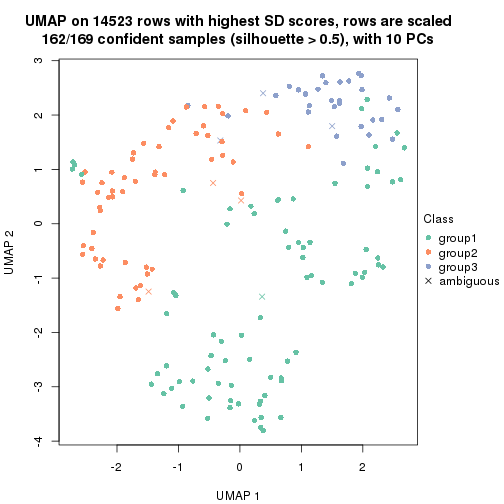 UMAP on 14523 rows with highest SD scores, rows are scaled
162/169 confident samples (silhouette > 0.5), with 10 PCs
3
2
1
0
-1
-2
-3
-4
UMAP 2
-2
-1
0
1
2
UMAP 1
Class
group1
group2
group3
ambiguous